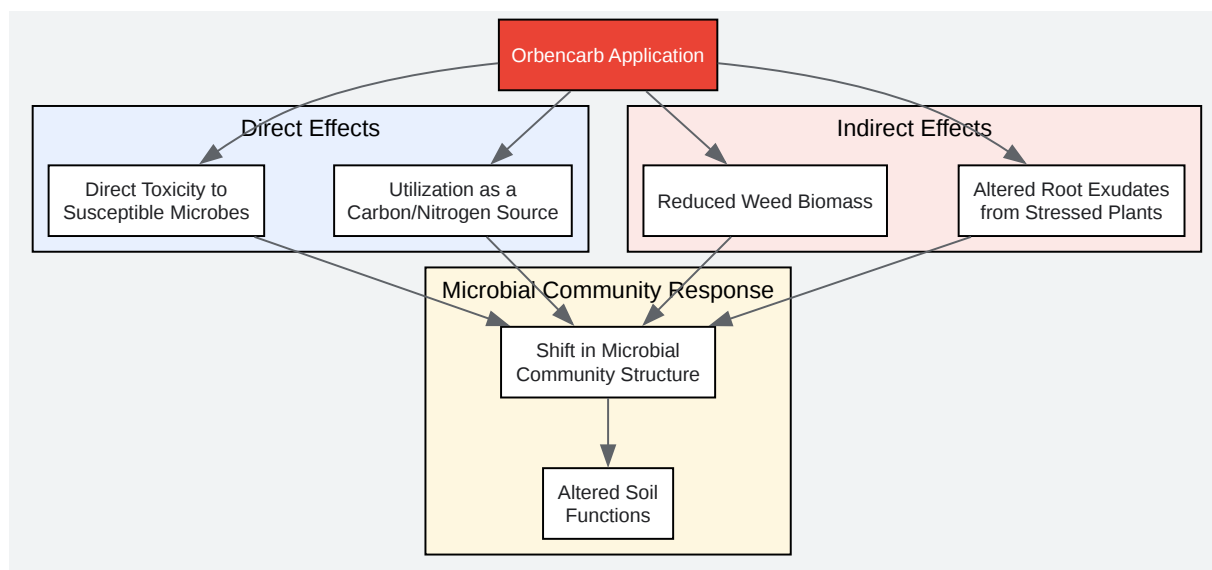 Orbencarb Application
Direct Effects
Indirect Effects
Direct Toxicity to
Susceptible Microbes
Utilization as a
Carbon/Nitrogen Source
Reduced Weed Biomass
Altered Root Exudates
from Stressed Plants
Microbial Community Response
Shift in Microbial
Community Structure
Altered Soil
Functions